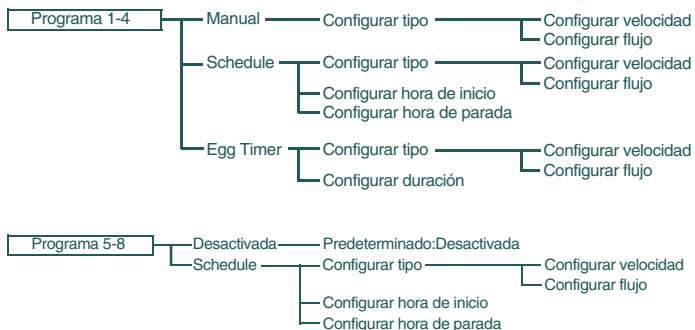 Programa 1-4 Manual Configurar tipo Configurar velocidad
Configurar flujo
Schedule Configurar tipo Configurar velocidad
Configurar flujo
Configurar hora de inicio
Configurar hora de parada
Egg Timer Configurar tipo Configurar velocidad
Configurar flujo
Configurar duración
Programa 5-8 Desactivada Predeterminado:Desactivada
Schedule Configurar tipo Configurar velocidad
Configurar flujo
Configurar hora de inicio
Configurar hora de parada